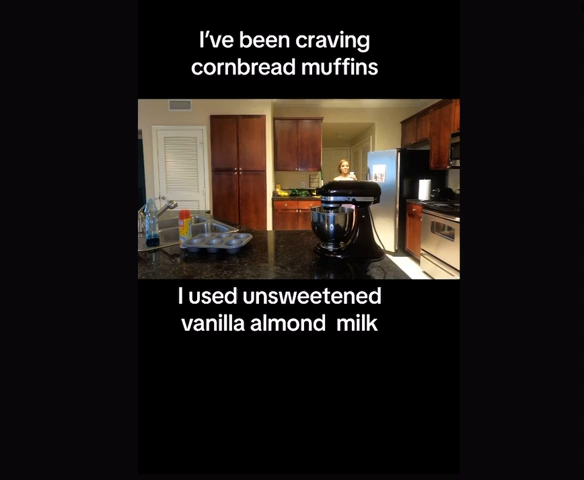 I've been craving
cornbread muffins
I used unsweetened
vanilla almond milk